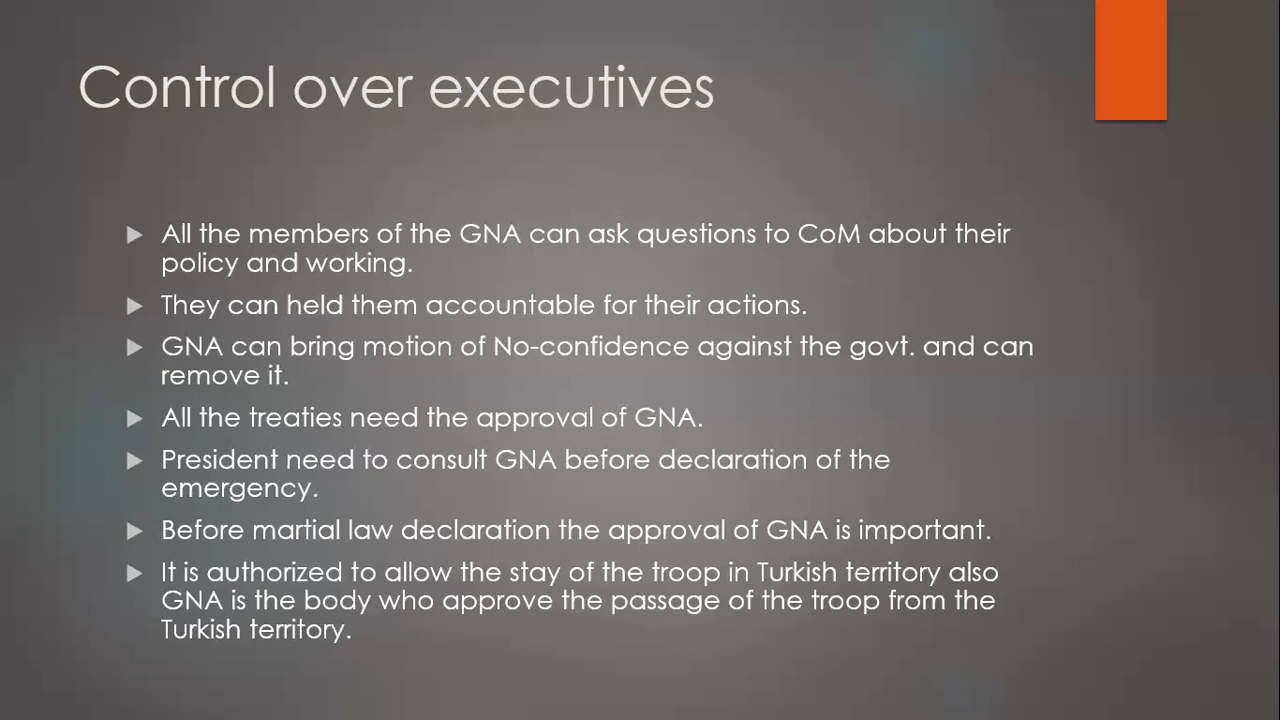 Control over executives
All the members of the GNA can ask questions to CoM about their
policy and working.
They can held them accountable for their actions.
GNA can bring motion of No-confidence against the govt. and can
remove it.
All the treaties need the approval of GNA.
President need to consult GNA before declaration of the
emergency.
Before martial law declaration the approval of GNA is important.
It is authorized to allow the stay of the troop in Turkish territory also
GNA is the body who approve the passage of the troop from the
Turkish territory.